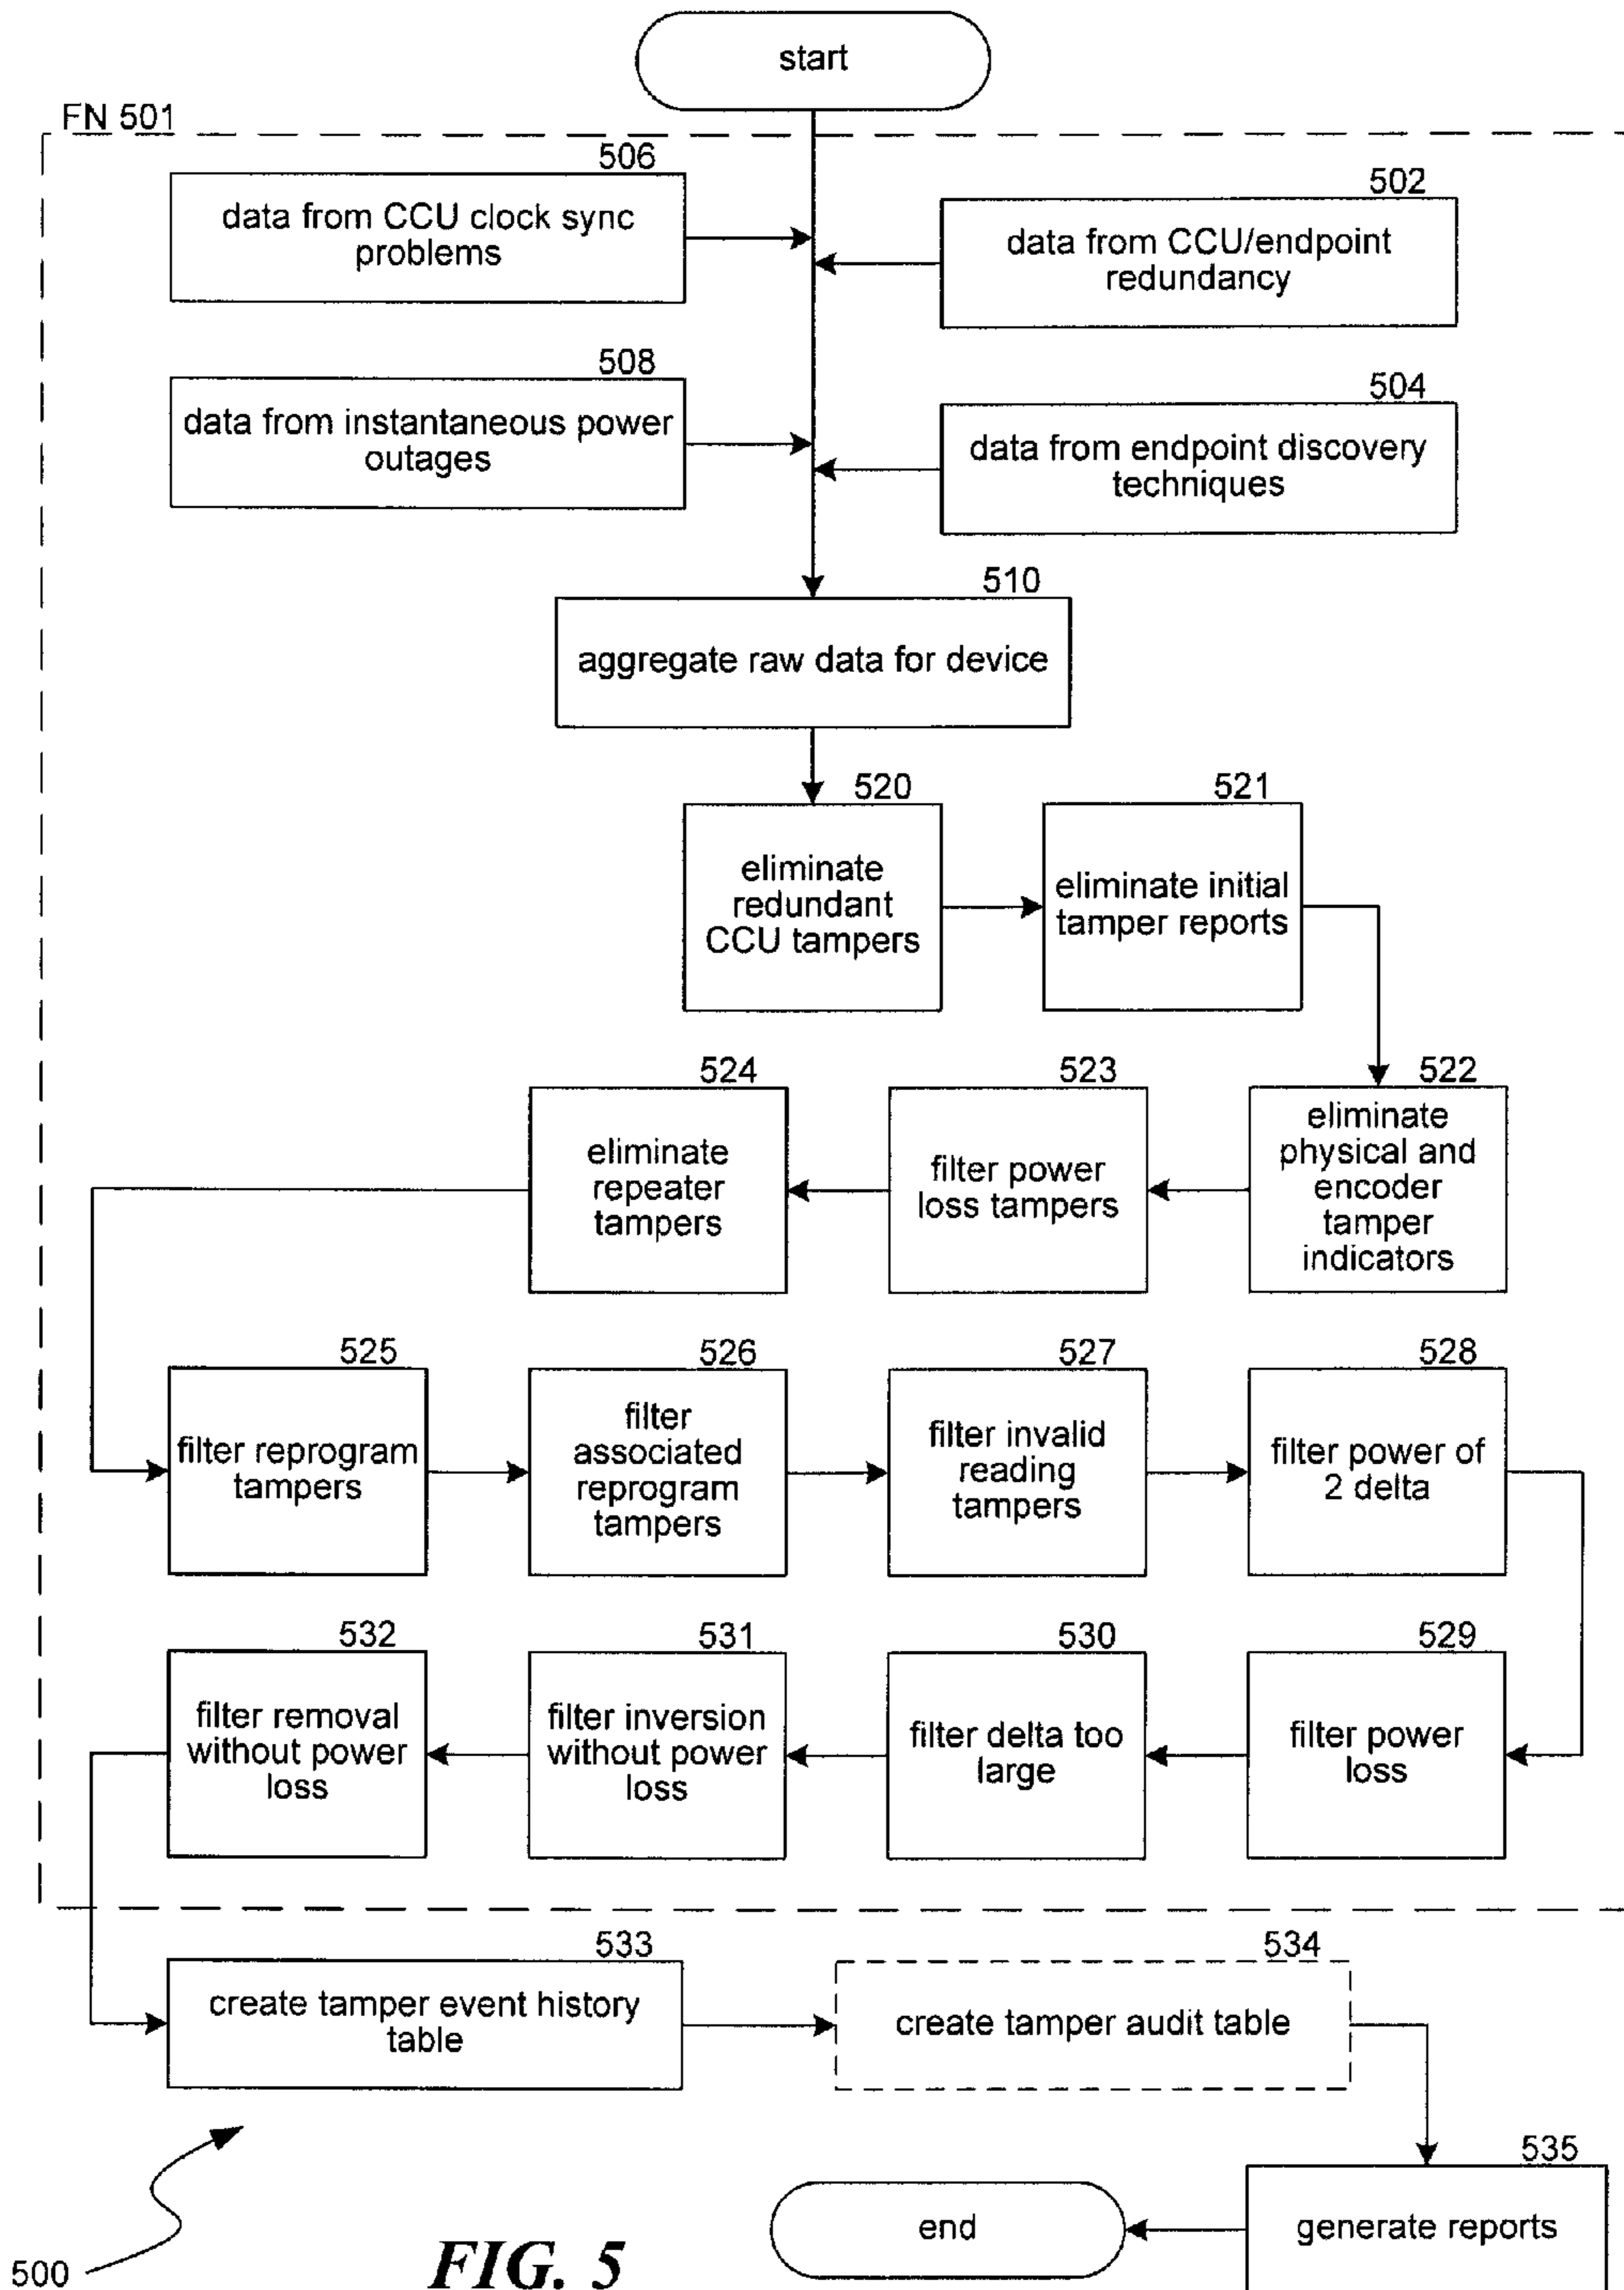 start
FN 501
506
data from CCU clock sync
problems
502
data from CCU/endpoint
redundancy
508
data from instantaneous power
outages
504
data from endpoint discovery
techniques
510
aggregate raw data for device
520
eliminate
redundant
CCU tampers
521
eliminate initial
tamper reports
524
eliminate
repeater
tampers
523
filter power
loss tampers
522
eliminate
physical and
encoder
tamper
indicators
525
filter reprogram
tampers
526
filter
associated
reprogram
tampers
527
filter invalid
reading
tampers
528
filter power of
2 delta
532
filter removal
without power
loss
531
filter inversion
without power
loss
530
filter delta too
large
529
filter power
loss
533
create tamper event history
table
534
create tamper audit table
535
generate reports
end
500
FIG. 5